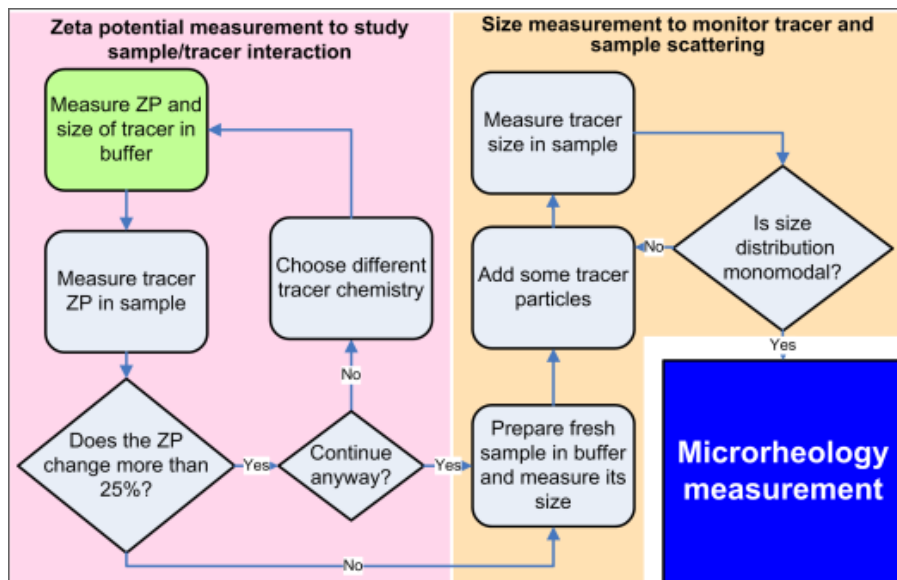 Zeta potential measurement to study
sample/tracer interaction
Measure ZP and
size of tracer in
buffer
Measure tracer
ZP in sample
Does the ZP
change more than
25%?
Yes
No
Continue
anyway?
No
Yes
Choose different
tracer chemistry
Size measurement to monitor tracer and
sample scattering
Measure tracer
size in sample
Is size
distribution
monomodal?
No
Yes
Add some tracer
particles
Prepare fresh
sample in buffer
and measure its
size
Microrheology
measurement